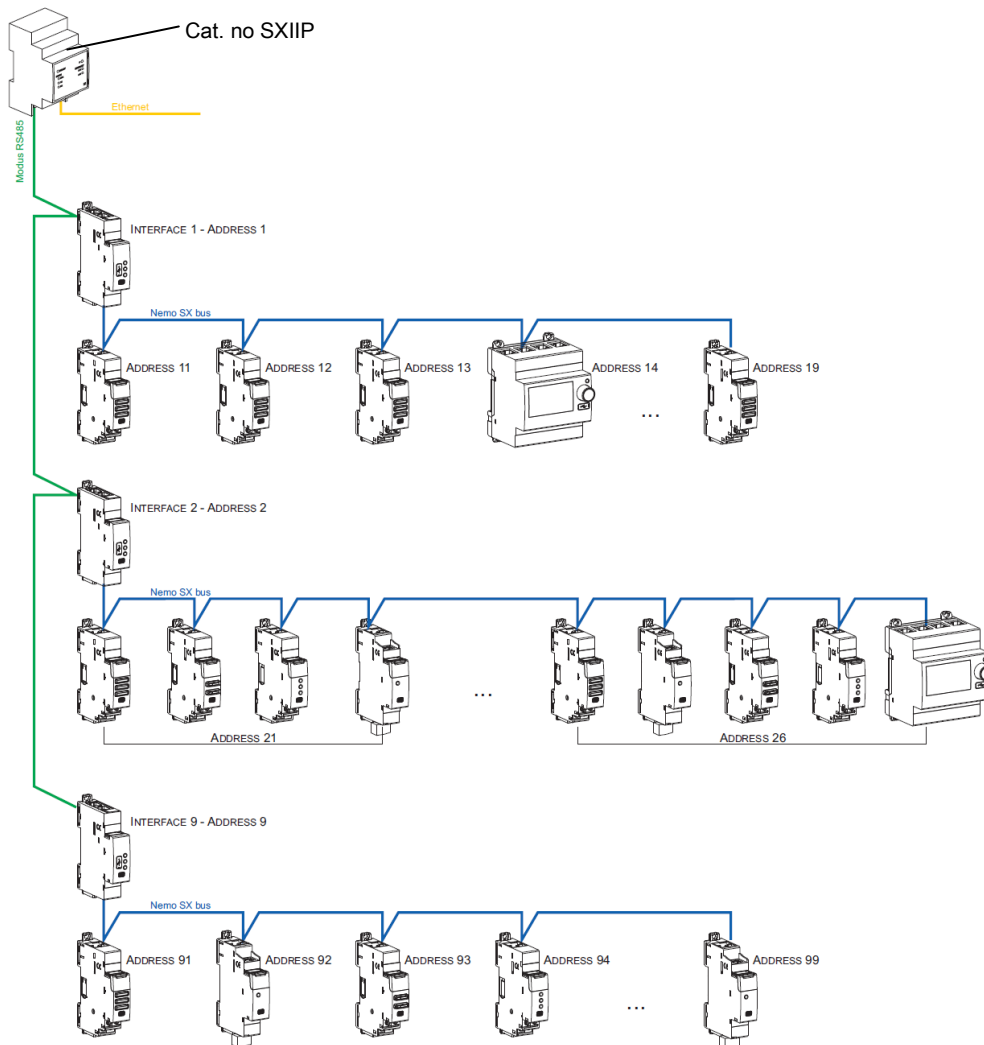 Cat. no SXIIP
Ethernet
Modus RS485
INTERFACE 1 - ADDRESS 1
Nemo SX bus
ADDRESS 11
ADDRESS 12
ADDRESS 13
ADDRESS 14
ADDRESS 19
...
INTERFACE 2 - ADDRESS 2
Nemo SX bus
...
ADDRESS 21
ADDRESS 26
INTERFACE 9 - ADDRESS 9
Nemo SX bus
ADDRESS 91
ADDRESS 92
ADDRESS 93
ADDRESS 94
ADDRESS 99
...